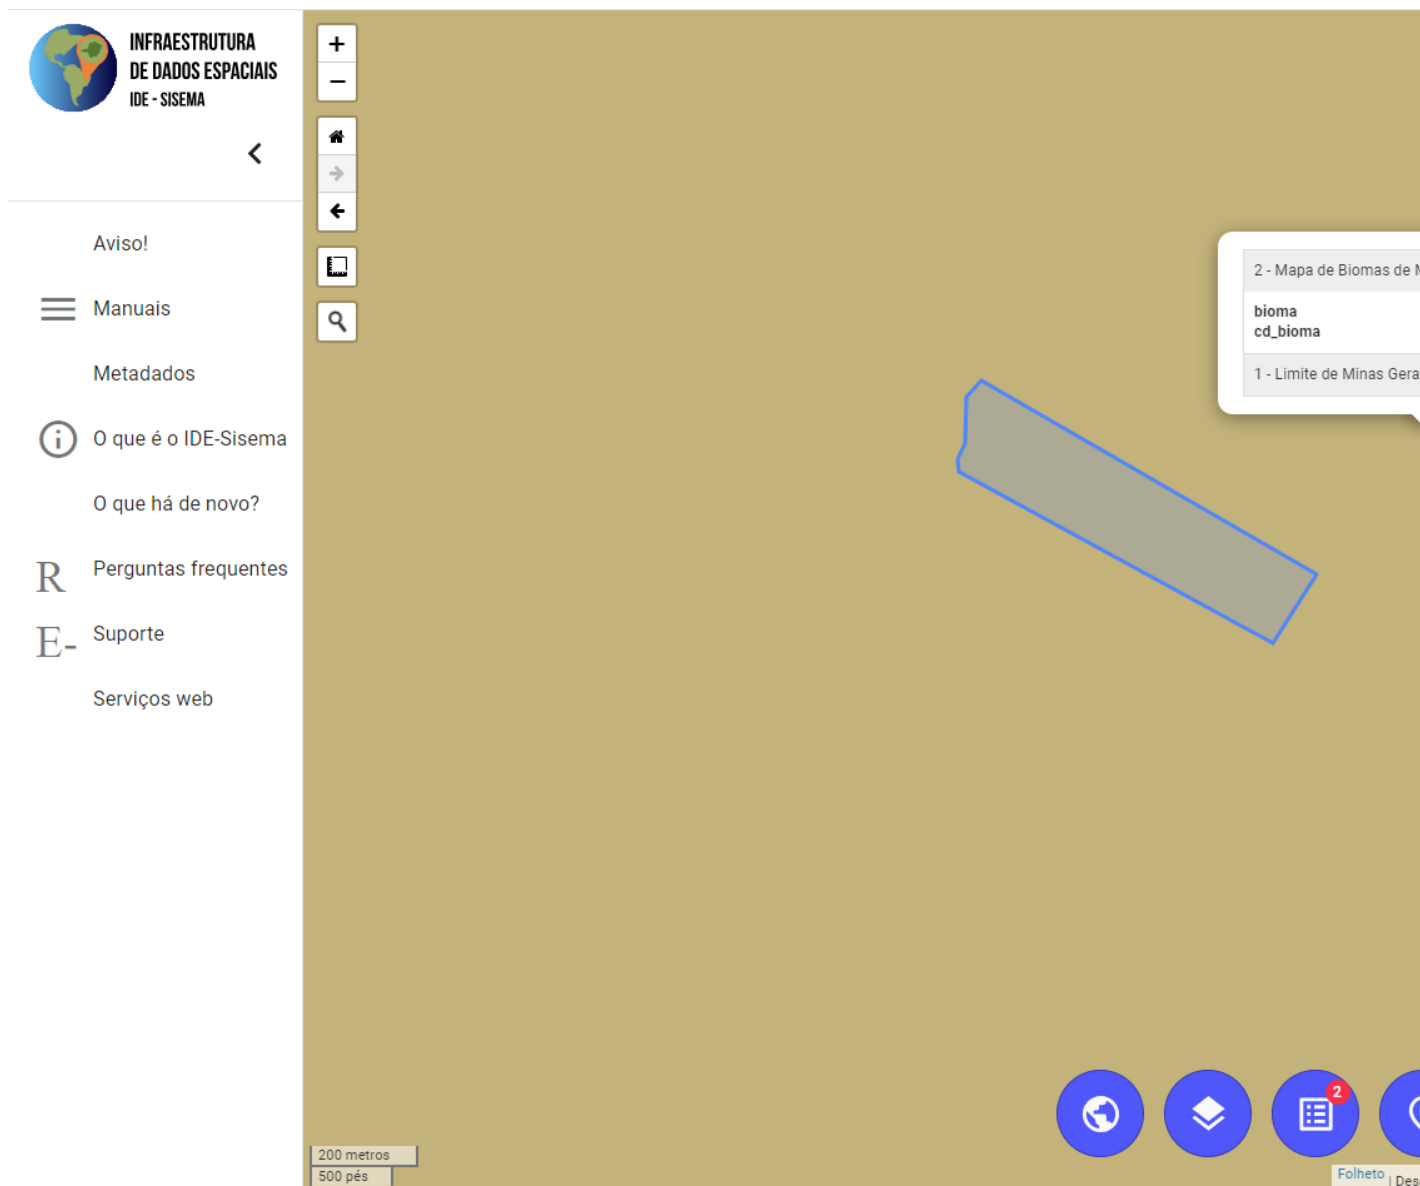 INFRAESTRUTURA
DE DADOS ESPACIAIS
IDE - SISEMA
Aviso!
Manuais
Metadados
O que é o IDE-Sisema
O que há de novo?
R
Perguntas frequentes
E-
Suporte
Serviços web
+
−
2 - Mapa de Biomas de
bioma
cd_bioma
1 - Limite de Minas Gera
2
200 metros
500 pés
Folheto | Des